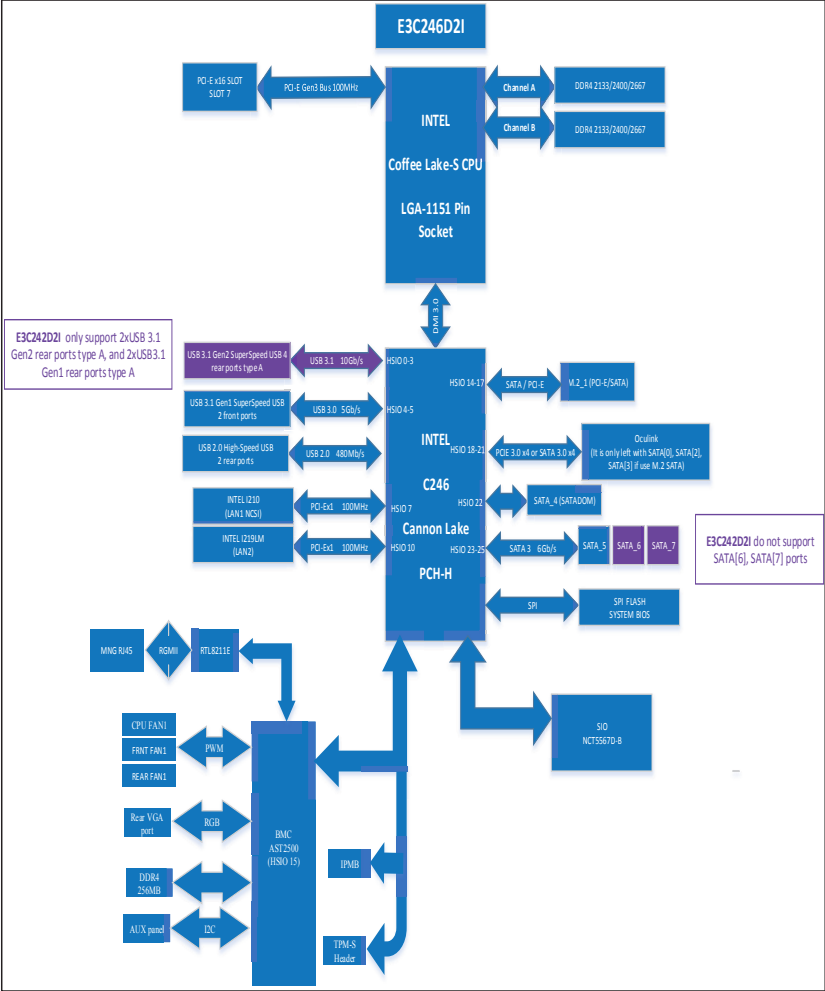 E3C246D2I
PCI-E x16 SLOT
SLOT 7
PCI-E Gen3 Bus 100MHz
INTEL
Coffee Lake-S CPU
LGA-1151 Pin
Socket
Channel A
DDR4 2133/2400/2667
Channel B
DDR4 2133/2400/2667
DMI 3.0
E3C242D2I only support 2xUSB 3.1
Gen2 rear ports type A, and 2xUSB3.1
Gen1 rear ports type A
USB 3.1 Gen2 SuperSpeed USB 4
rear ports type A
USB 3.1 10Gb/s
HSIO 0-3
USB 3.1 Gen1 SuperSpeed USB
2 front ports
USB 3.0 5Gb/s
HSIO 4-5
USB 2.0 High-Speed USB
2 rear ports
USB 2.0 480Mb/s
INTEL I210
(LAN1 NCSI)
PCI-Ex1 100MHz
HSIO 7
INTEL I219LM
(LAN2)
PCI-Ex1 100MHz
HSIO 10
INTEL
C246
Cannon Lake
PCH-H
HSIO 14-17
SATA / PCI-E
M.2_1 (PCI-E/SATA)
HSIO 18-21
PCIE 3.0 x4 or SATA 3.0 x4
Oculink
(It is only left with SATA[0], SATA[2],
SATA[3] if use M.2 SATA)
HSIO 22
SATA_4 (SATADOM)
HSIO 23-25
SATA 3 6Gb/s
SATA_5
SATA_6
SATA_7
E3C242D2I do not support
SATA[6], SATA[7] ports
SPI
SPI FLASH
SYSTEM BIOS
MNG RJ45
RGMII
RTL8211E
SIO
NCT5567D-B
CPU FAN1
FRNT FAN1
REAR FAN1
PWM
Rear VGA
port
RGB
DDR4
256MB
AUX panel
I2C
BMC
AST2500
(HSIO 15)
IPMB
TPM-S
Header